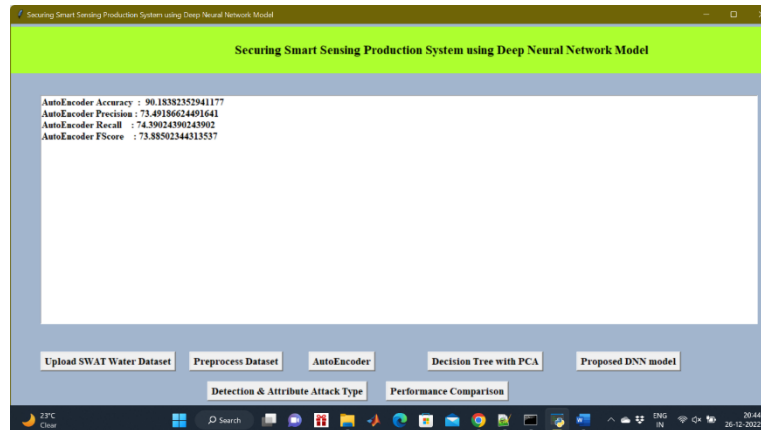 Securing Smart Sensing Production System using Deep Neural Network Model
Securing Smart Sensing Production System using Deep Neural Network Model
AutoEncoder Accuracy : 90.18382352941177
AutoEncoder Precision : 73.49186624491641
AutoEncoder Recall : 74.39024390243902
AutoEncoder FScore : 73.88502344313537
Upload SWAT Water Dataset Preprocess Dataset AutoEncoder Decision Tree with PCA Proposed DNN model
Detection & Attribute Attack Type Performance Comparison
23°C
Clear
Search
ENG
IN
20:44
26-12-2022